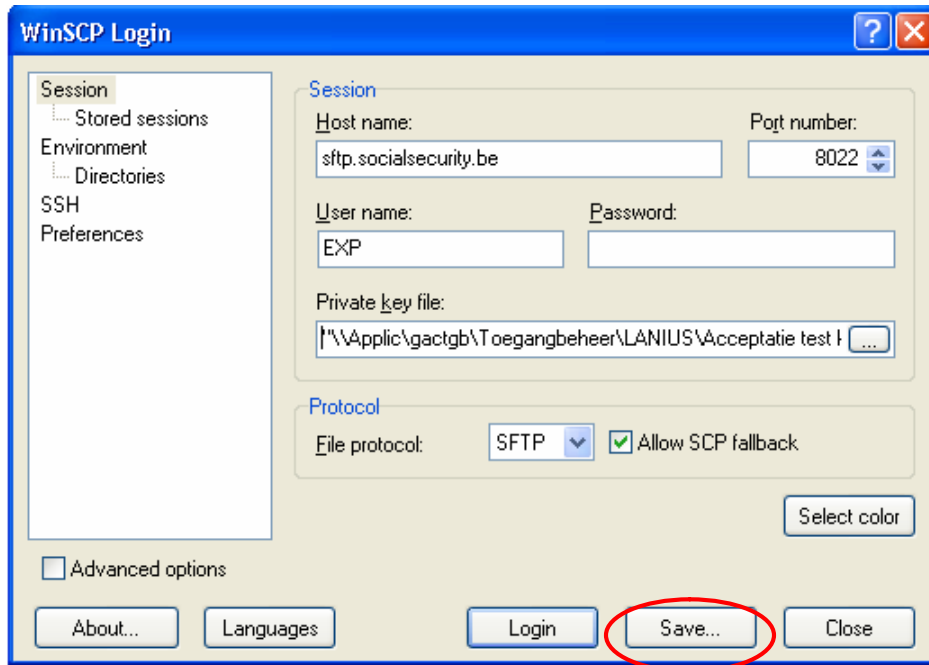 WinSCP Login
Session
Stored sessions
Environment
Directories
SSH
Preferences
Session
Host name: Port number:
sftp.socialsecurity.be 8022
User name: Password:
EXP
Private key file:
"\\Applic\gactgb\Toegangbeheer\LANIUS\Acceptatie test ...
Protocol
File protocol: SFTP Allow SCP fallback
Select color
Advanced options
About... Languages Login Save... Close